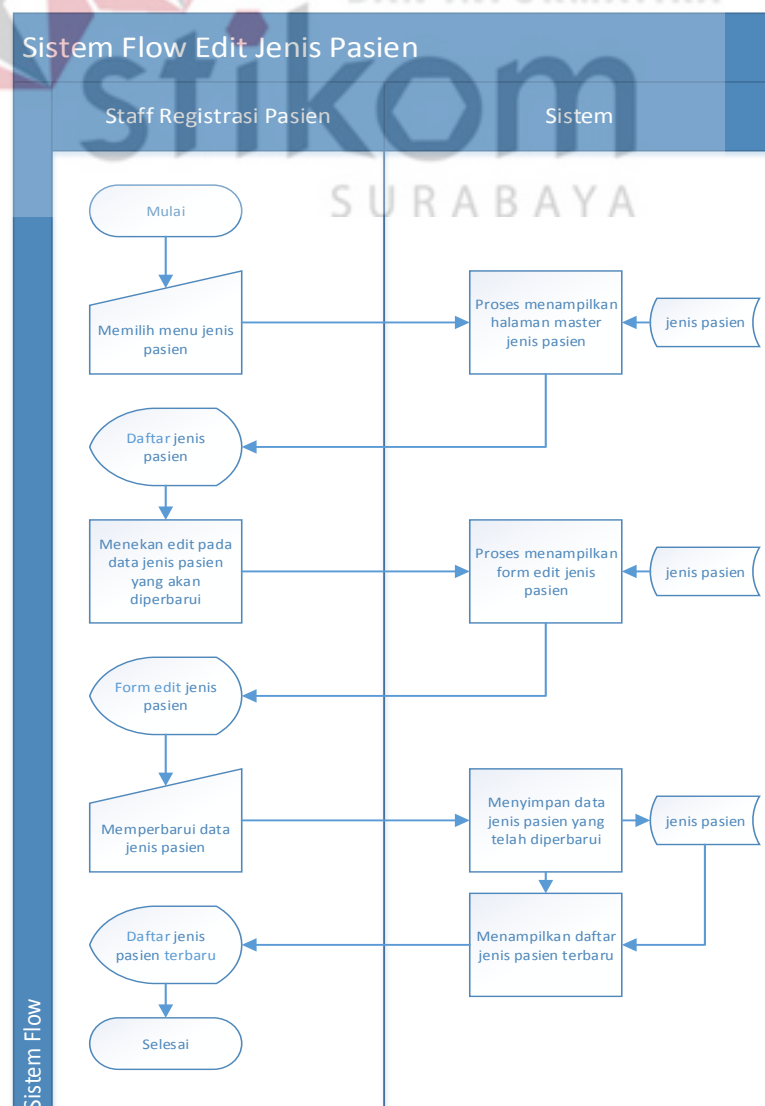 Sistem Flow Edit Jenis Pasien
Staff Registrasi Pasien
Sistem
stikom
SURABAYA
Mulai
Memilih menu jenis
pasien
Proses menampilkan
halaman master
jenis pasien
jenis pasien
Daftar jenis
pasien
Menekan edit pada
data jenis pasien
yang akan
diperbarui
Proses menampilkan
form edit jenis
pasien
jenis pasien
Form edit jenis
pasien
Memperbarui data
jenis pasien
Menyimpan data
jenis pasien yang
telah diperbarui
jenis pasien
Daftar jenis
pasien terbaru
Menampilkan daftar
jenis pasien terbaru
Selesai
Sistem Flow